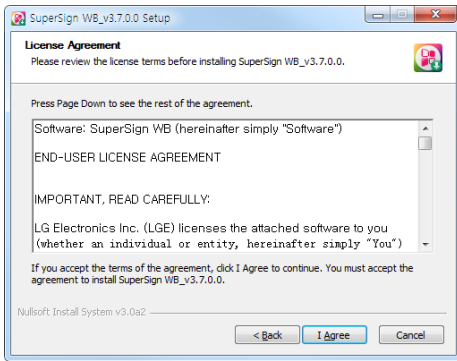 SuperSign WB_v3.7.0.0 Setup
License Agreement
Please review the license terms before installing SuperSign WB_v3.7.0.0.
Press Page Down to see the rest of the agreement.
Software: SuperSign WB (hereinafter simply "Software")
END-USER LICENSE AGREEMENT
IMPORTANT, READ CAREFULLY:
LG Electronics Inc. (LGE) licenses the attached software to you
(whether an individual or entity, hereinafter simply "You")
If you accept the terms of the agreement, click I Agree to continue. You must accept the
agreement to install SuperSign WB_v3.7.0.0.
Nullsoft Install System v3.0a2
< Back I Agree Cancel